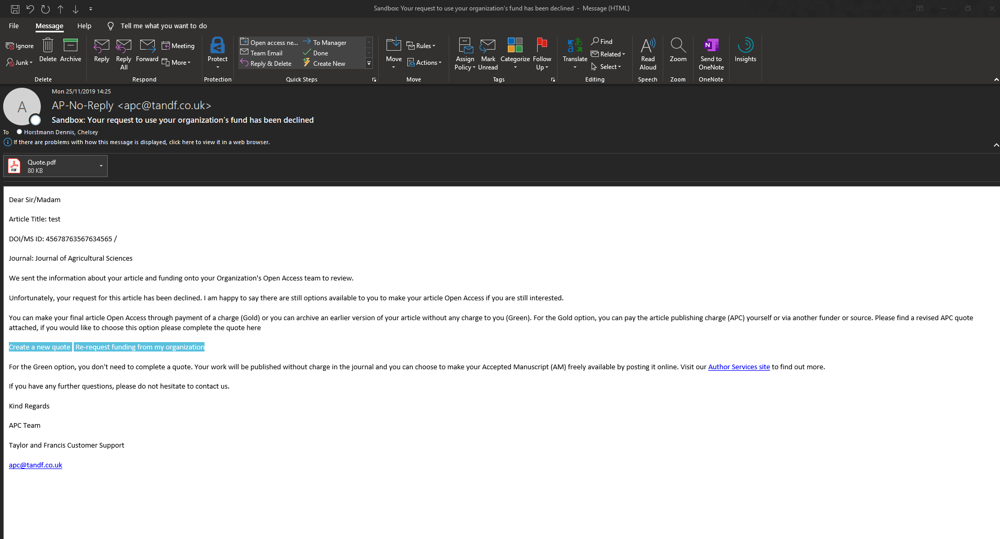 Sandbox: Your request to use your organization's fund has been declined - Message (HTML)
File Message Help Tell me what you want to do
Ignore
Junk
Delete
Archive
Delete
Reply
Reply All
Forward
Meeting
More
Respond
Protect
Protection
Open access ne...
To Manager
Team Email
Done
Reply & Delete
Create New
Quick Steps
Move
Rules
Actions
Move
Assign Policy
Mark Unread
Categorize
Follow Up
Tags
Translate
Find
Related
Select
Editing
Read Aloud
Speech
Zoom
Zoom
Send to OneNote
OneNote
Insights
Mon 25/11/2019 14:25
A
AP-No-Reply <apc@tandf.co.uk>
Sandbox: Your request to use your organization's fund has been declined
To Horstmann Dennis, Chelsey
If there are problems with how this message is displayed, click here to view it in a web browser.
PDF
Quote.pdf
80 KB
Dear Sir/Madam
Article Title: test
DOI/MS ID: 45678763567634565 /
Journal: Journal of Agricultural Sciences
We sent the information about your article and funding onto your Organization's Open Access team to review.
Unfortunately, your request for this article has been declined. I am happy to say there are still options available to you to make your article Open Access if you are still interested.
You can make your final article Open Access through payment of a charge (Gold) or you can archive an earlier version of your article without any charge to you (Green). For the Gold option, you can pay the article publishing charge (APC) yourself or via another funder or source. Please find a revised APC quote
attached, if you would like to choose this option please complete the quote here
Create a new quote Re-request funding from my organization
For the Green option, you don't need to complete a quote. Your work will be published without charge in the journal and you can choose to make your Accepted Manuscript (AM) freely available by posting it online. Visit our Author Services site to find out more.
If you have any further questions, please do not hesitate to contact us.
Kind Regards
APC Team
Taylor and Francis Customer Support
apc@tandf.co.uk